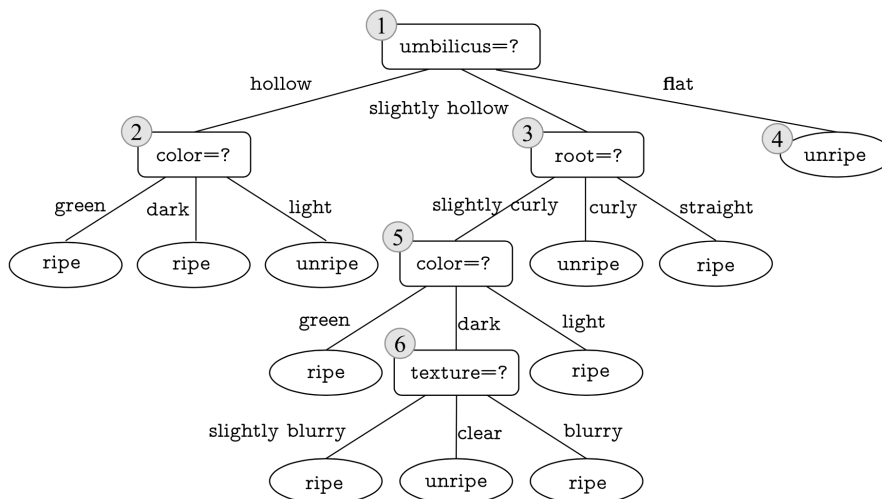 1
umbilicus=?
hollow
slightly hollow
flat
2
color=?
3
root=?
4
unripe
green
dark
light
slightly curly
curly
straight
ripe
ripe
unripe
5
color=?
unripe
ripe
green
dark
light
ripe
6
texture=?
ripe
slightly blurry
clear
blurry
ripe
unripe
ripe